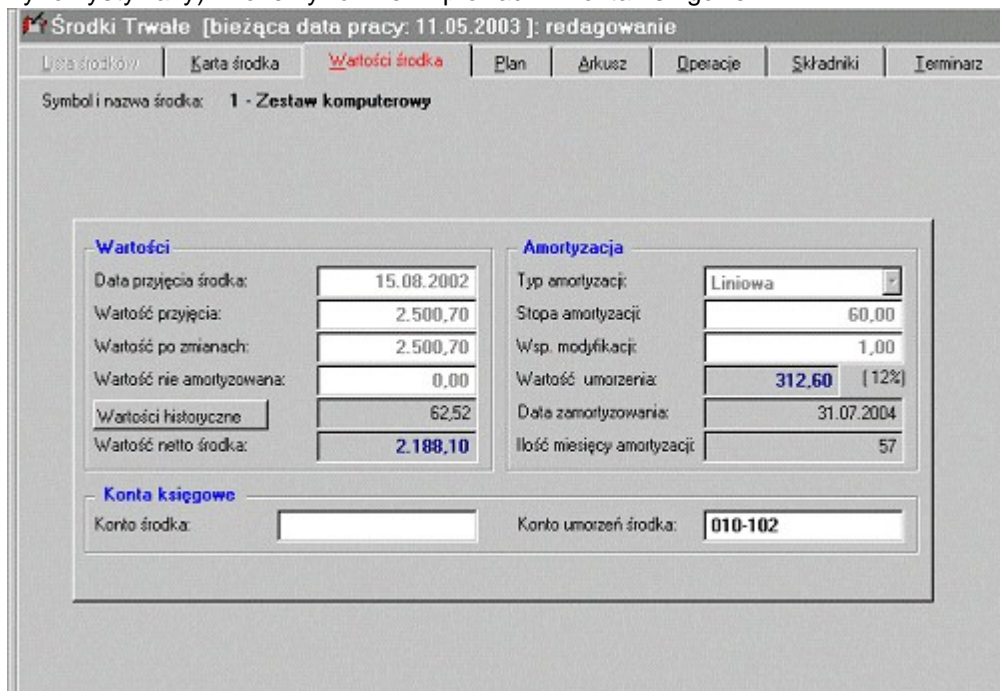 Środki Trwałe [bieżąca data pracy: 11.05.2003 ]: redagowanie
Lista środków Karta środka Wartości środka Plan Arkusz Operacje Składniki Terminarz
Symbol i nazwa środka: 1 - Zestaw komputerowy
Wartości
Data przyjęcia środka: 15.08.2002
Wartość przyjęcia: 2.500,70
Wartość po zmianach: 2.500,70
Wartość nie amortyzowana: 0,00
Wartości historyczne 62,52
Wartość netto środka: 2.188,10
Amortyzacja
Typ amortyzacji: Liniowa
Stopa amortyzacji: 60,00
Wsp. modyfikacji: 1,00
Wartość umorzenia: 312,60 (12%)
Data zamortyzowania: 31.07.2004
Ilość miesięcy amortyzacji: 57
Konta księgowe
Konto środka:
Konto umorzeń środka: 010-102